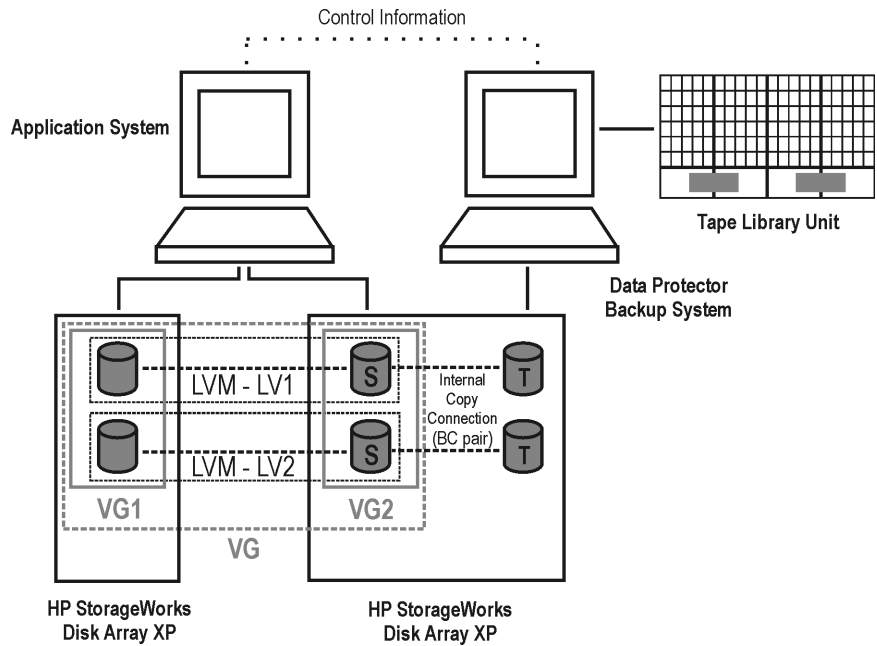 Control Information
Application System
Tape Library Unit
Data Protector
Backup System
S
T
LVM - LV1
Internal
Copy
Connection
(BC pair)
S
T
LVM - LV2
VG1
VG2
VG
HP StorageWorks
Disk Array XP
HP StorageWorks
Disk Array XP